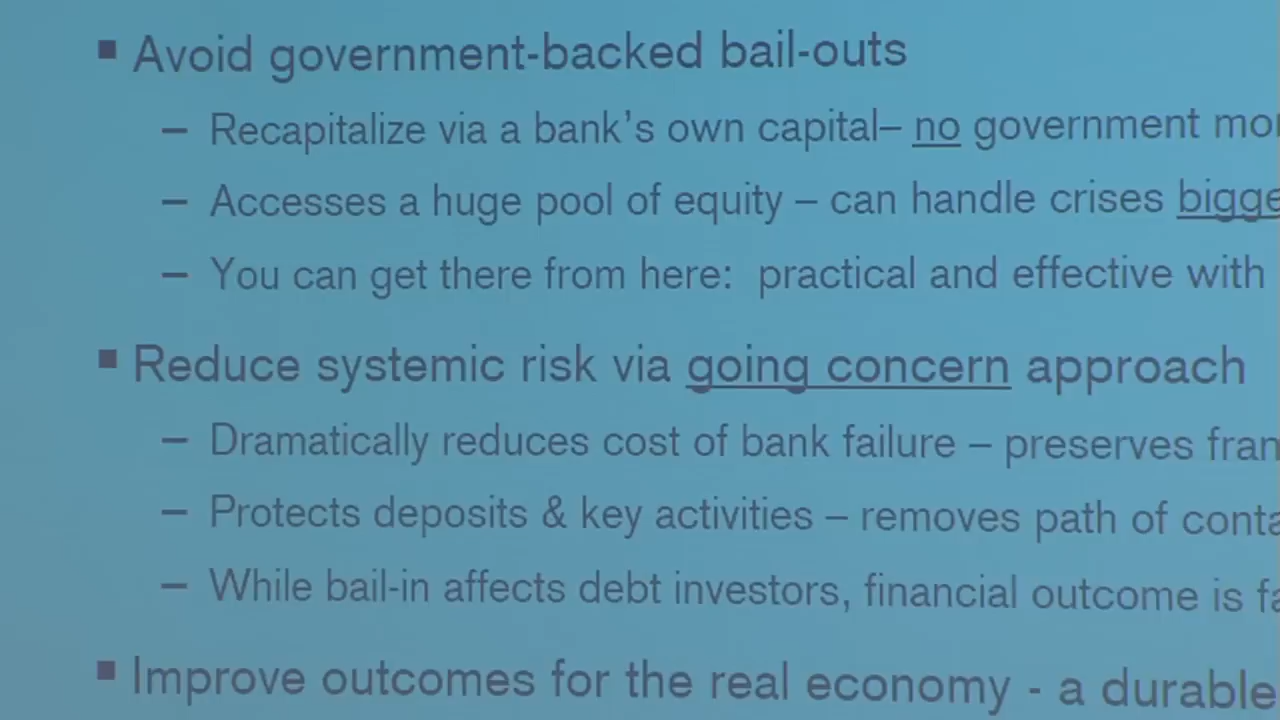 ▪ Avoid government-backed bail-outs
– Recapitalize via a bank's own capital– no government
– Accesses a huge pool of equity – can handle crises
– You can get there from here: practical and effective with
▪ Reduce systemic risk via going concern approach
– Dramatically reduces cost of bank failure – preserves
– Protects deposits & key activities – removes path of
– While bail-in affects debt investors, financial outcome is
▪ Improve outcomes for the real economy - a durable